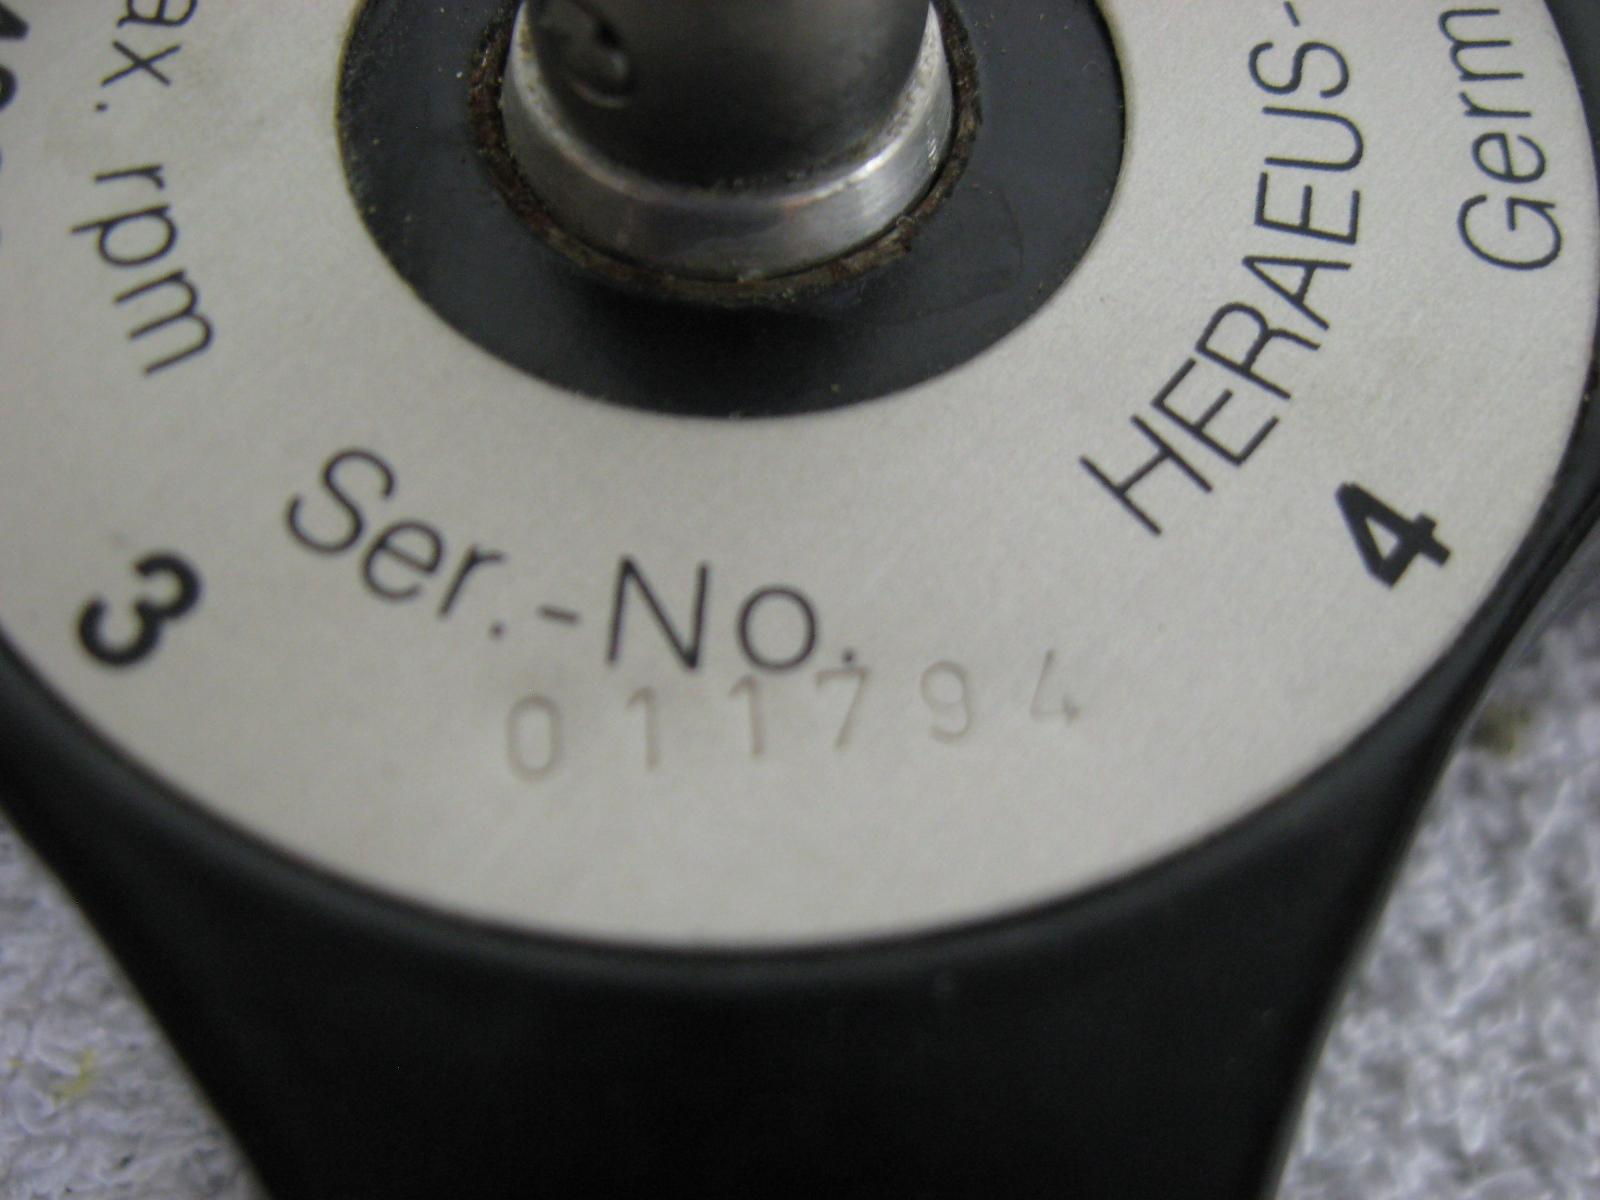 ax. rpm
Ser.-No.
011794
HERAEUS-
Germ
3
4